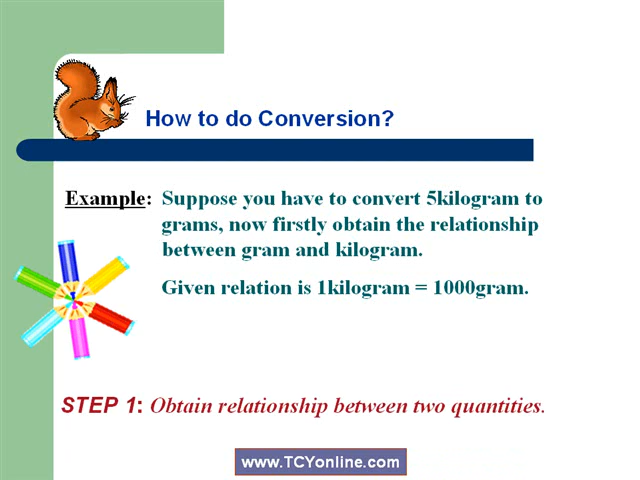 How to do Conversion?
Example: Suppose you have to convert 5kilogram to
grams, now firstly obtain the relationship
between gram and kilogram.
Given relation is 1kilogram = 1000gram.
STEP 1: Obtain relationship between two quantities.
www.TCYonline.com